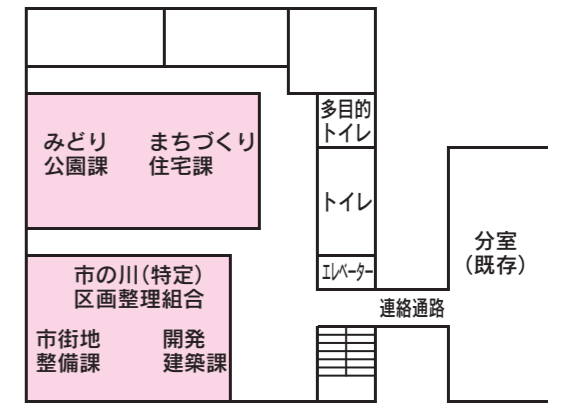 多目的
トイレ
みどり
公園課
まちづくり
住宅課
トイレ
分室
(既存)
エレベーター
市の川(特定)
区画整理組合
連絡通路
市街地
整備課
開発
建築課